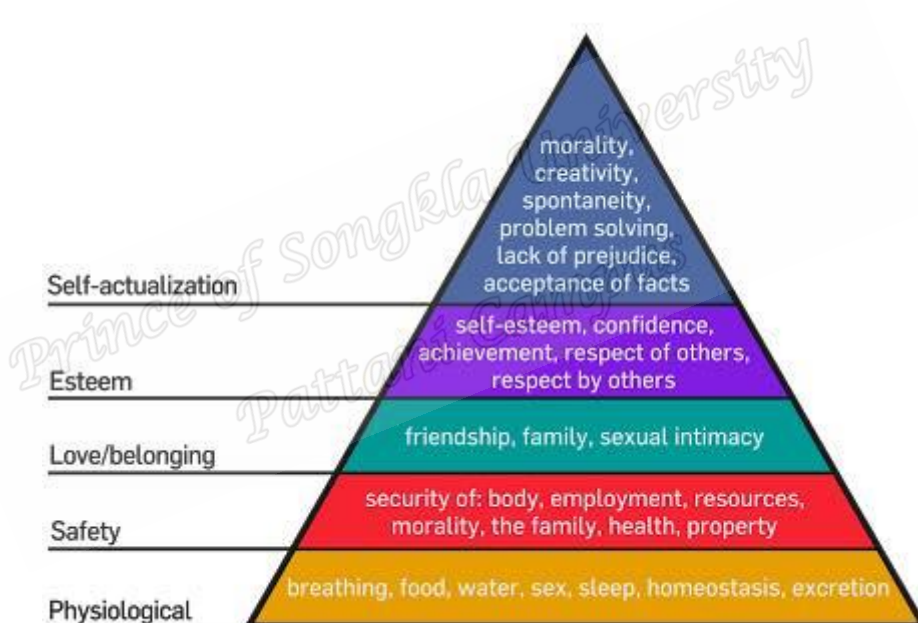 morality,
creativity,
spontaneity,
problem solving,
lack of prejudice,
acceptance of facts
Self-actualization
self-esteem, confidence,
achievement, respect of others,
respect by others
Esteem
friendship, family, sexual intimacy
Love/belonging
security of: body, employment, resources,
morality, the family, health, property
Safety
breathing, food, water, sex, sleep, homeostasis, excretion
Physiological
Prince of Songkla University
Pattani Campus